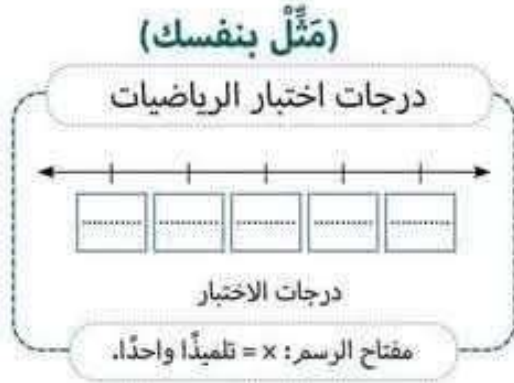 (مَثِّلْ بنفسك)
درجات اختبار الرياضيات
درجات الاختبار
مفتاح الرسم: × = تلميذًا واحدًا.